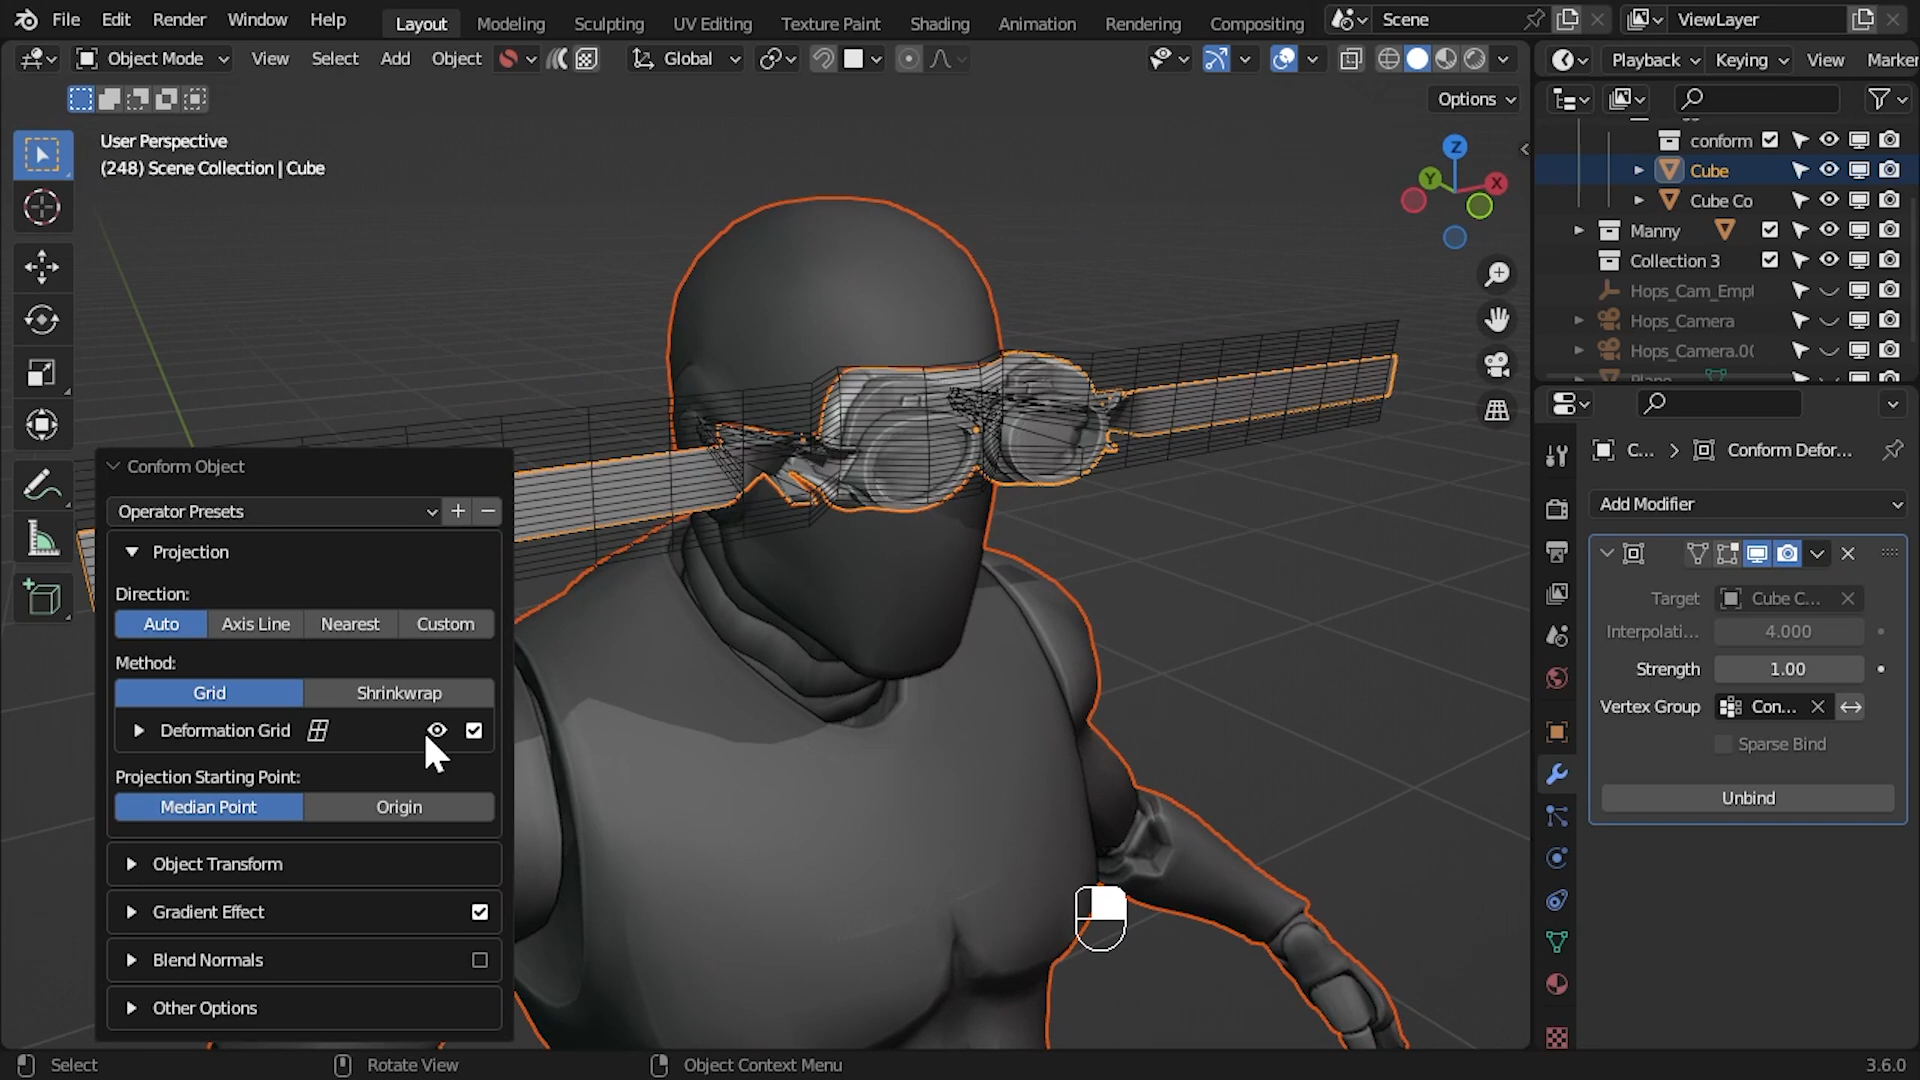 File Edit Render Window Help Layout Modeling Sculpting UV Editing Texture Paint Shading Animation Rendering Compositing Scene ViewLayer
Object Mode View Select Add Object Global Playback Keying View Marker
Options
User Perspective
(248) Scene Collection | Cube
Z
Y
X
conform
Cube
Cube Co
Manny
Collection 3
Hops_Cam_Empt
Hops_Camera
Hops_Camera.00
C... Conform Defor...
Add Modifier
Target Cube C...
Interpolati... 4.000
Strength 1.00
Vertex Group Con...
Sparse Bind
Unbind
Conform Object
Operator Presets
Projection
Direction:
Auto Axis Line Nearest Custom
Method:
Grid Shrinkwrap
Deformation Grid
Projection Starting Point:
Median Point Origin
Object Transform
Gradient Effect
Blend Normals
Other Options
Select Rotate View Object Context Menu 3.6.0